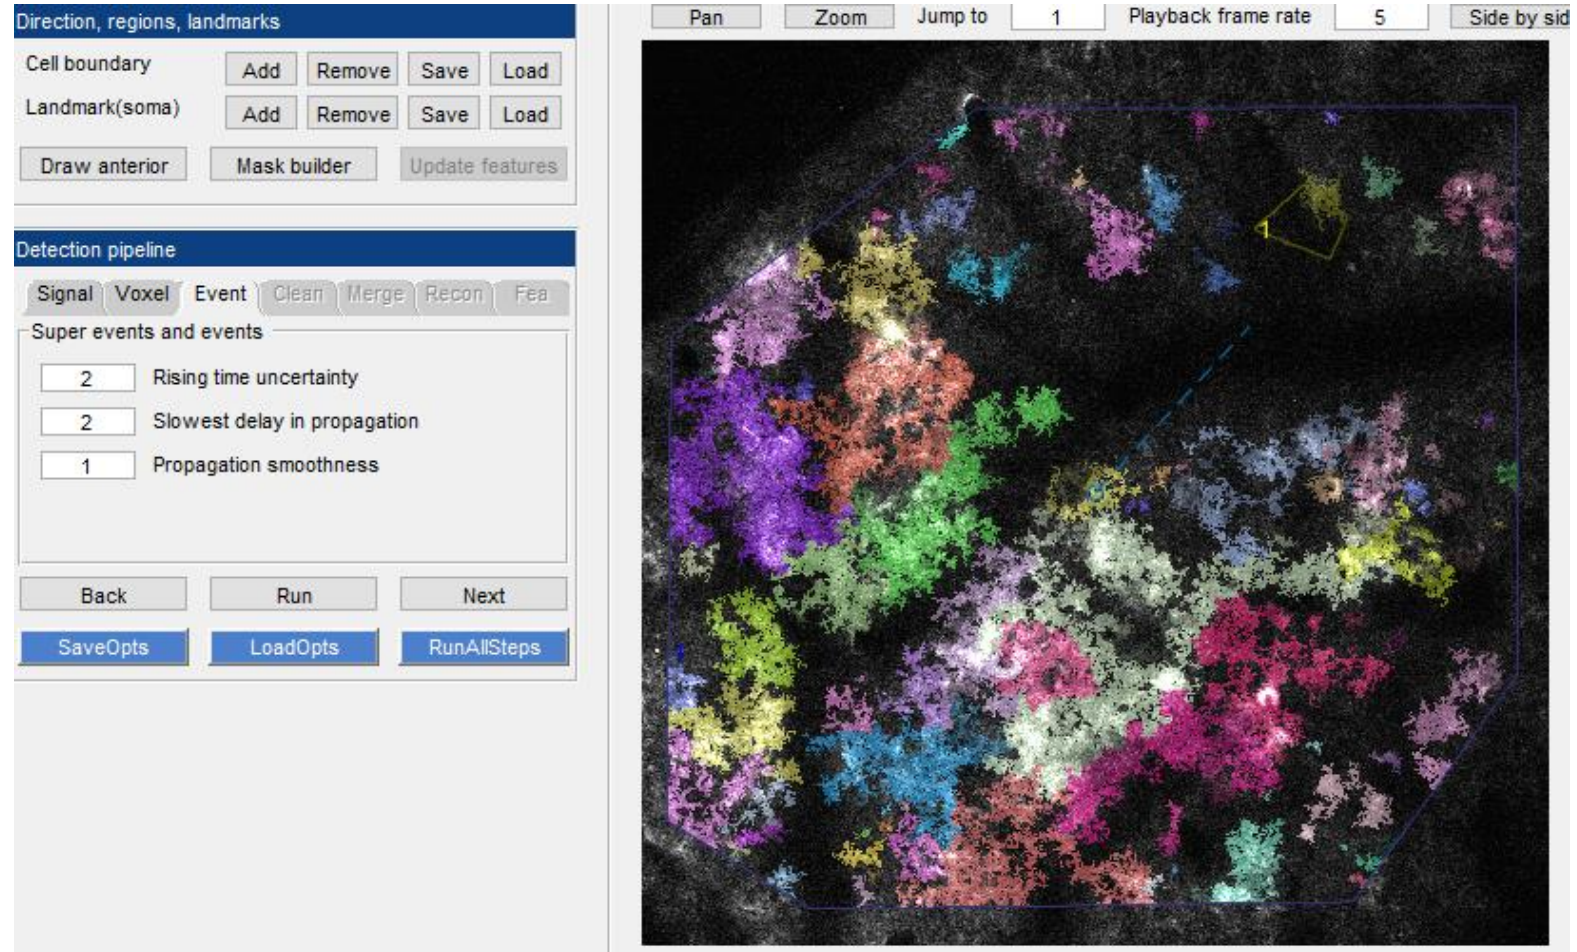 Direction, regions, landmarks
Cell boundary Add Remove Save Load
Landmark(soma) Add Remove Save Load
Draw anterior Mask builder Update features
Detection pipeline
Signal Voxel Event Clean Merge Recon Fea
Super events and events
2 Rising time uncertainty
2 Slowest delay in propagation
1 Propagation smoothness
Back Run Next
SaveOpts LoadOpts RunAllSteps
Pan Zoom Jump to 1 Playback frame rate 5 Side by sid
1
1